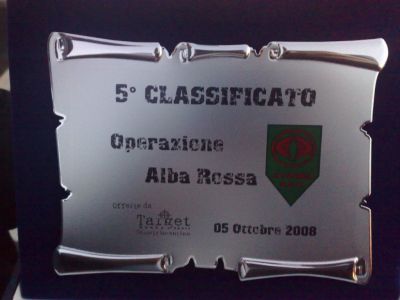 5° CLASSIFICATO
Operazione
Alba Rossa
Offerto da
Target
05 Ottobre 2008